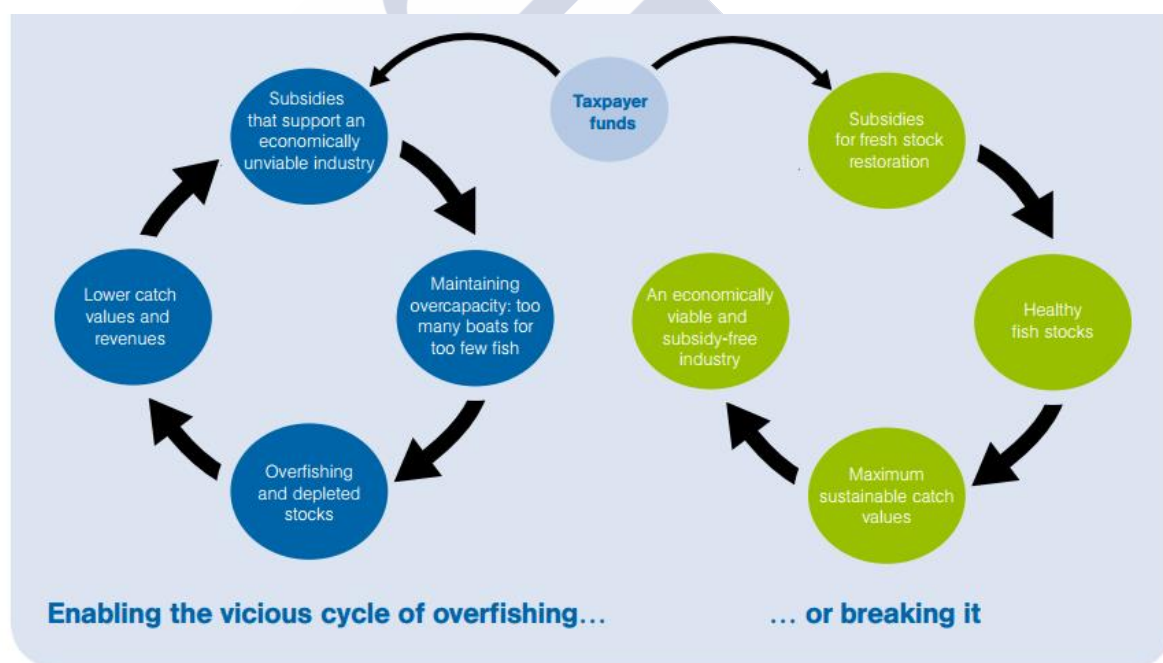 Taxpayer
funds
Subsidies
that support an
economically
unviable industry
Maintaining
overcapacity: too
many boats for
too few fish
Overfishing
and depleted
stocks
Lower catch
values and
revenues
Subsidies
for fresh stock
restoration
Healthy
fish stocks
Maximum
sustainable catch
values
An economically
viable and
subsidy-free
industry
Enabling the vicious cycle of overfishing…
… or breaking it